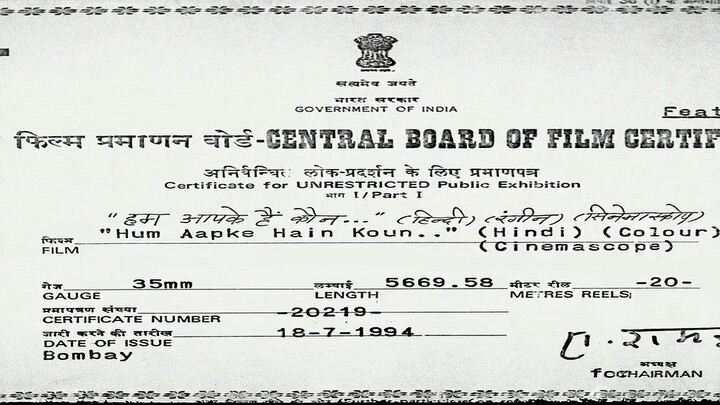 सत्यमेव जयते
भारत सरकार
GOVERNMENT OF INDIA
Feat
फिल्म प्रमाणन बोर्ड-CENTRAL BOARD OF FILM CERTIF
अनिर्बन्धित लोक-प्रदर्शन के लिए प्रमाणपत्र
Certificate for UNRESTRICTED Public Exhibition
भाग I/Part I
"हम आपके हैं कौन..." (हिन्दी) (रंगीन) (सिनेमास्कोप)
"Hum Aapke Hain Koun.." (Hindi) (Colour)
फिल्म
FILM (Cinemascope)
गेज 35mm लम्बाई 5669.58 मीटर रील -20-
GAUGE LENGTH METRES REELS;
प्रमाणपत्र संख्या
CERTIFICATE NUMBER -20219-
जारी करने की तारीख 18-7-1994
DATE OF ISSUE
Bombay
अध्यक्ष
for CHAIRMAN